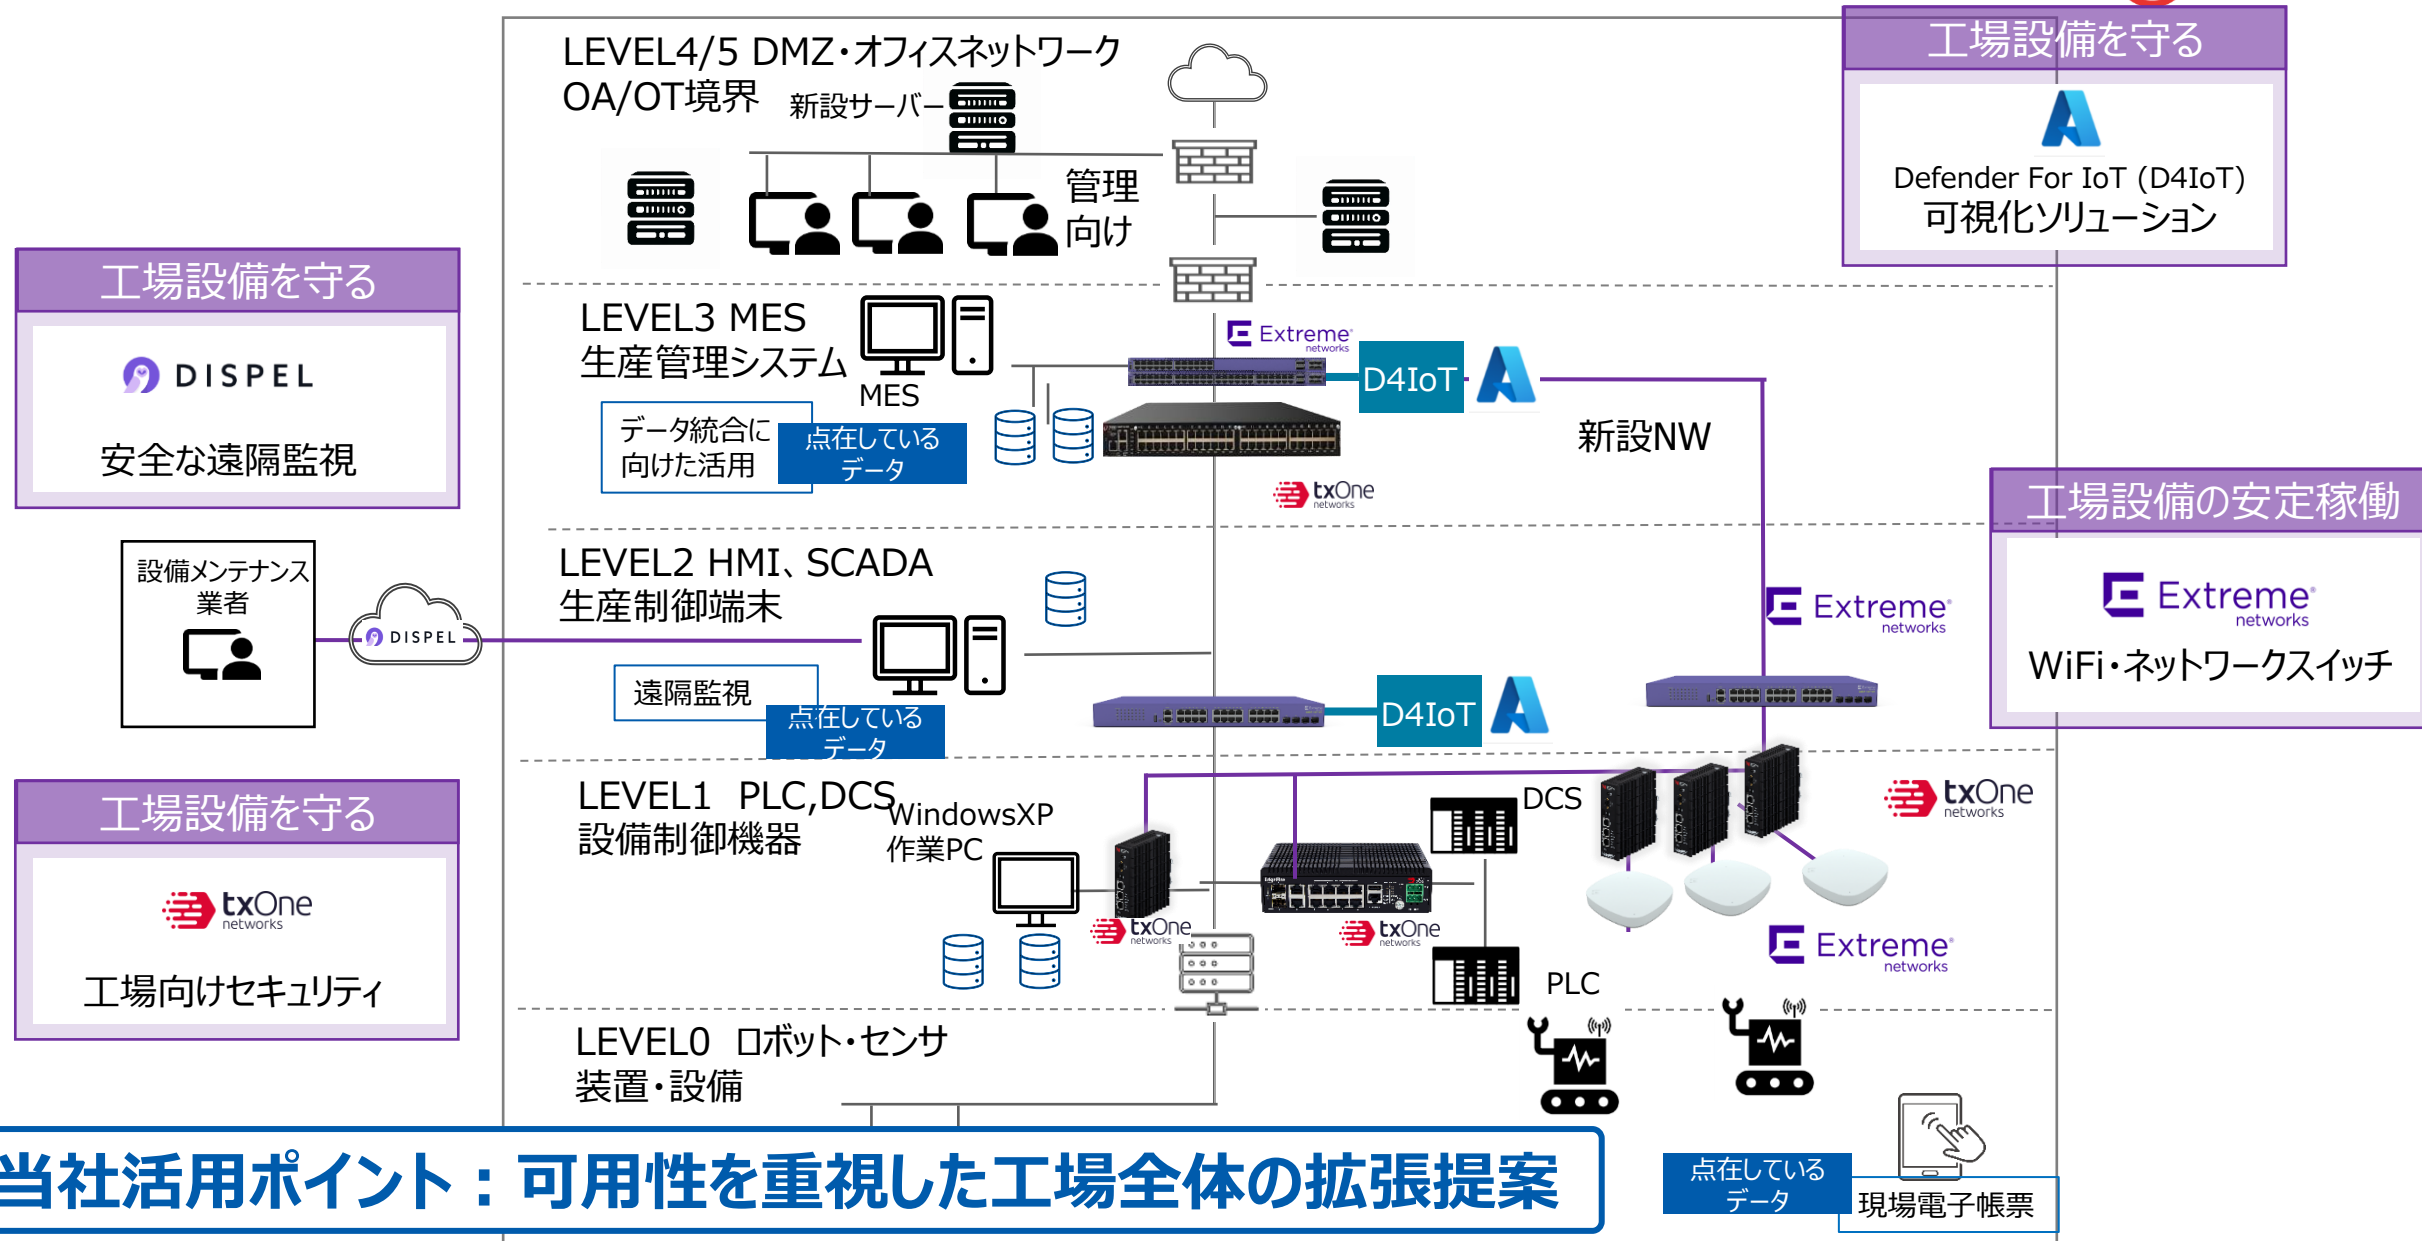 LEVEL4/5 DMZ・オフィスネットワーク
OA/OT境界
新設サーバー
管理
向け
工場設備を守る
Defender For IoT (D4IoT)
可視化ソリューション
工場設備を守る
DISPEL
安全な遠隔監視
LEVEL3 MES
生産管理システム
MES
データ統合に
向けた活用
点在している
データ
Extreme
networks
D4IoT
新設NW
txOne
networks
工場設備の安定稼働
Extreme
networks
WiFi・ネットワークスイッチ
設備メンテナンス
業者
DISPEL
LEVEL2 HMI、SCADA
生産制御端末
遠隔監視
点在している
データ
D4IoT
Extreme
networks
工場設備を守る
txOne
networks
工場向けセキュリティ
LEVEL1 PLC,DCS
設備制御機器
WindowsXP
作業PC
txOne
networks
txOne
networks
DCS
PLC
txOne
networks
Extreme
networks
LEVEL0 ロボット・センサ
装置・設備
当社活用ポイント：可用性を重視した工場全体の拡張提案
点在している
データ
現場電子帳票